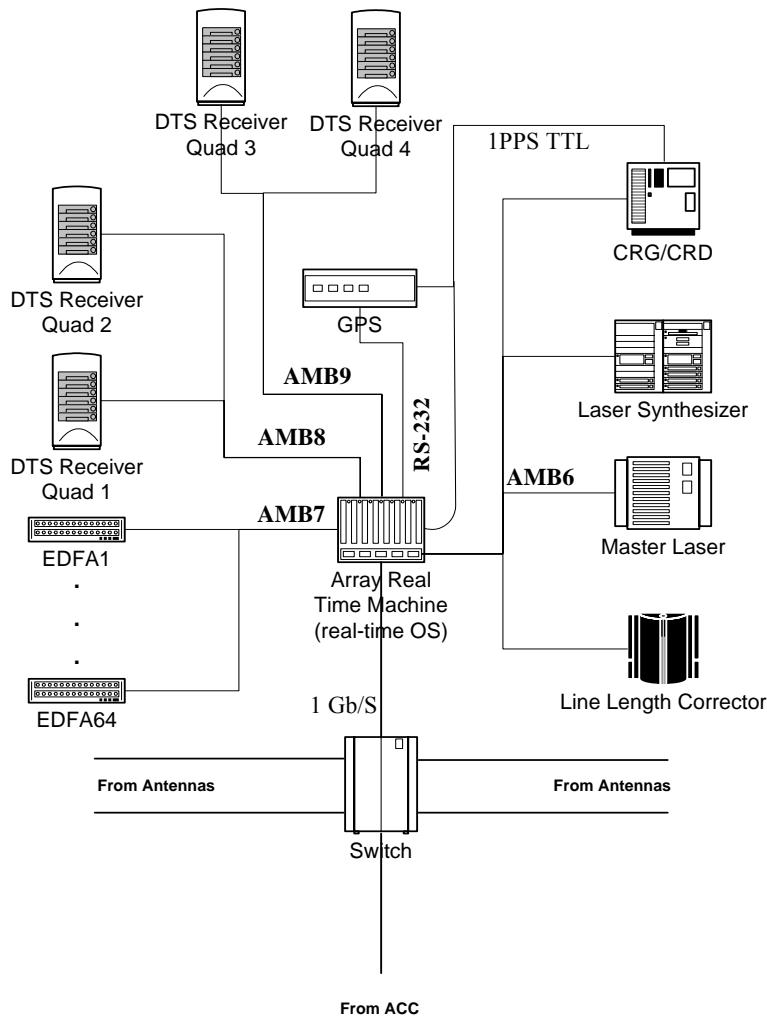 DTS Receiver
Quad 3
DTS Receiver
Quad 4
1PPS TTL
CRG/CRD
DTS Receiver
Quad 2
GPS
AMB9
RS-232
Laser Synthesizer
DTS Receiver
Quad 1
AMB8
AMB6
AMB7
EDFA1
.
.
.
Master Laser
Array Real
Time Machine
(real-time OS)
EDFA64
Line Length Corrector
1 Gb/S
From Antennas
From Antennas
Switch
From ACC